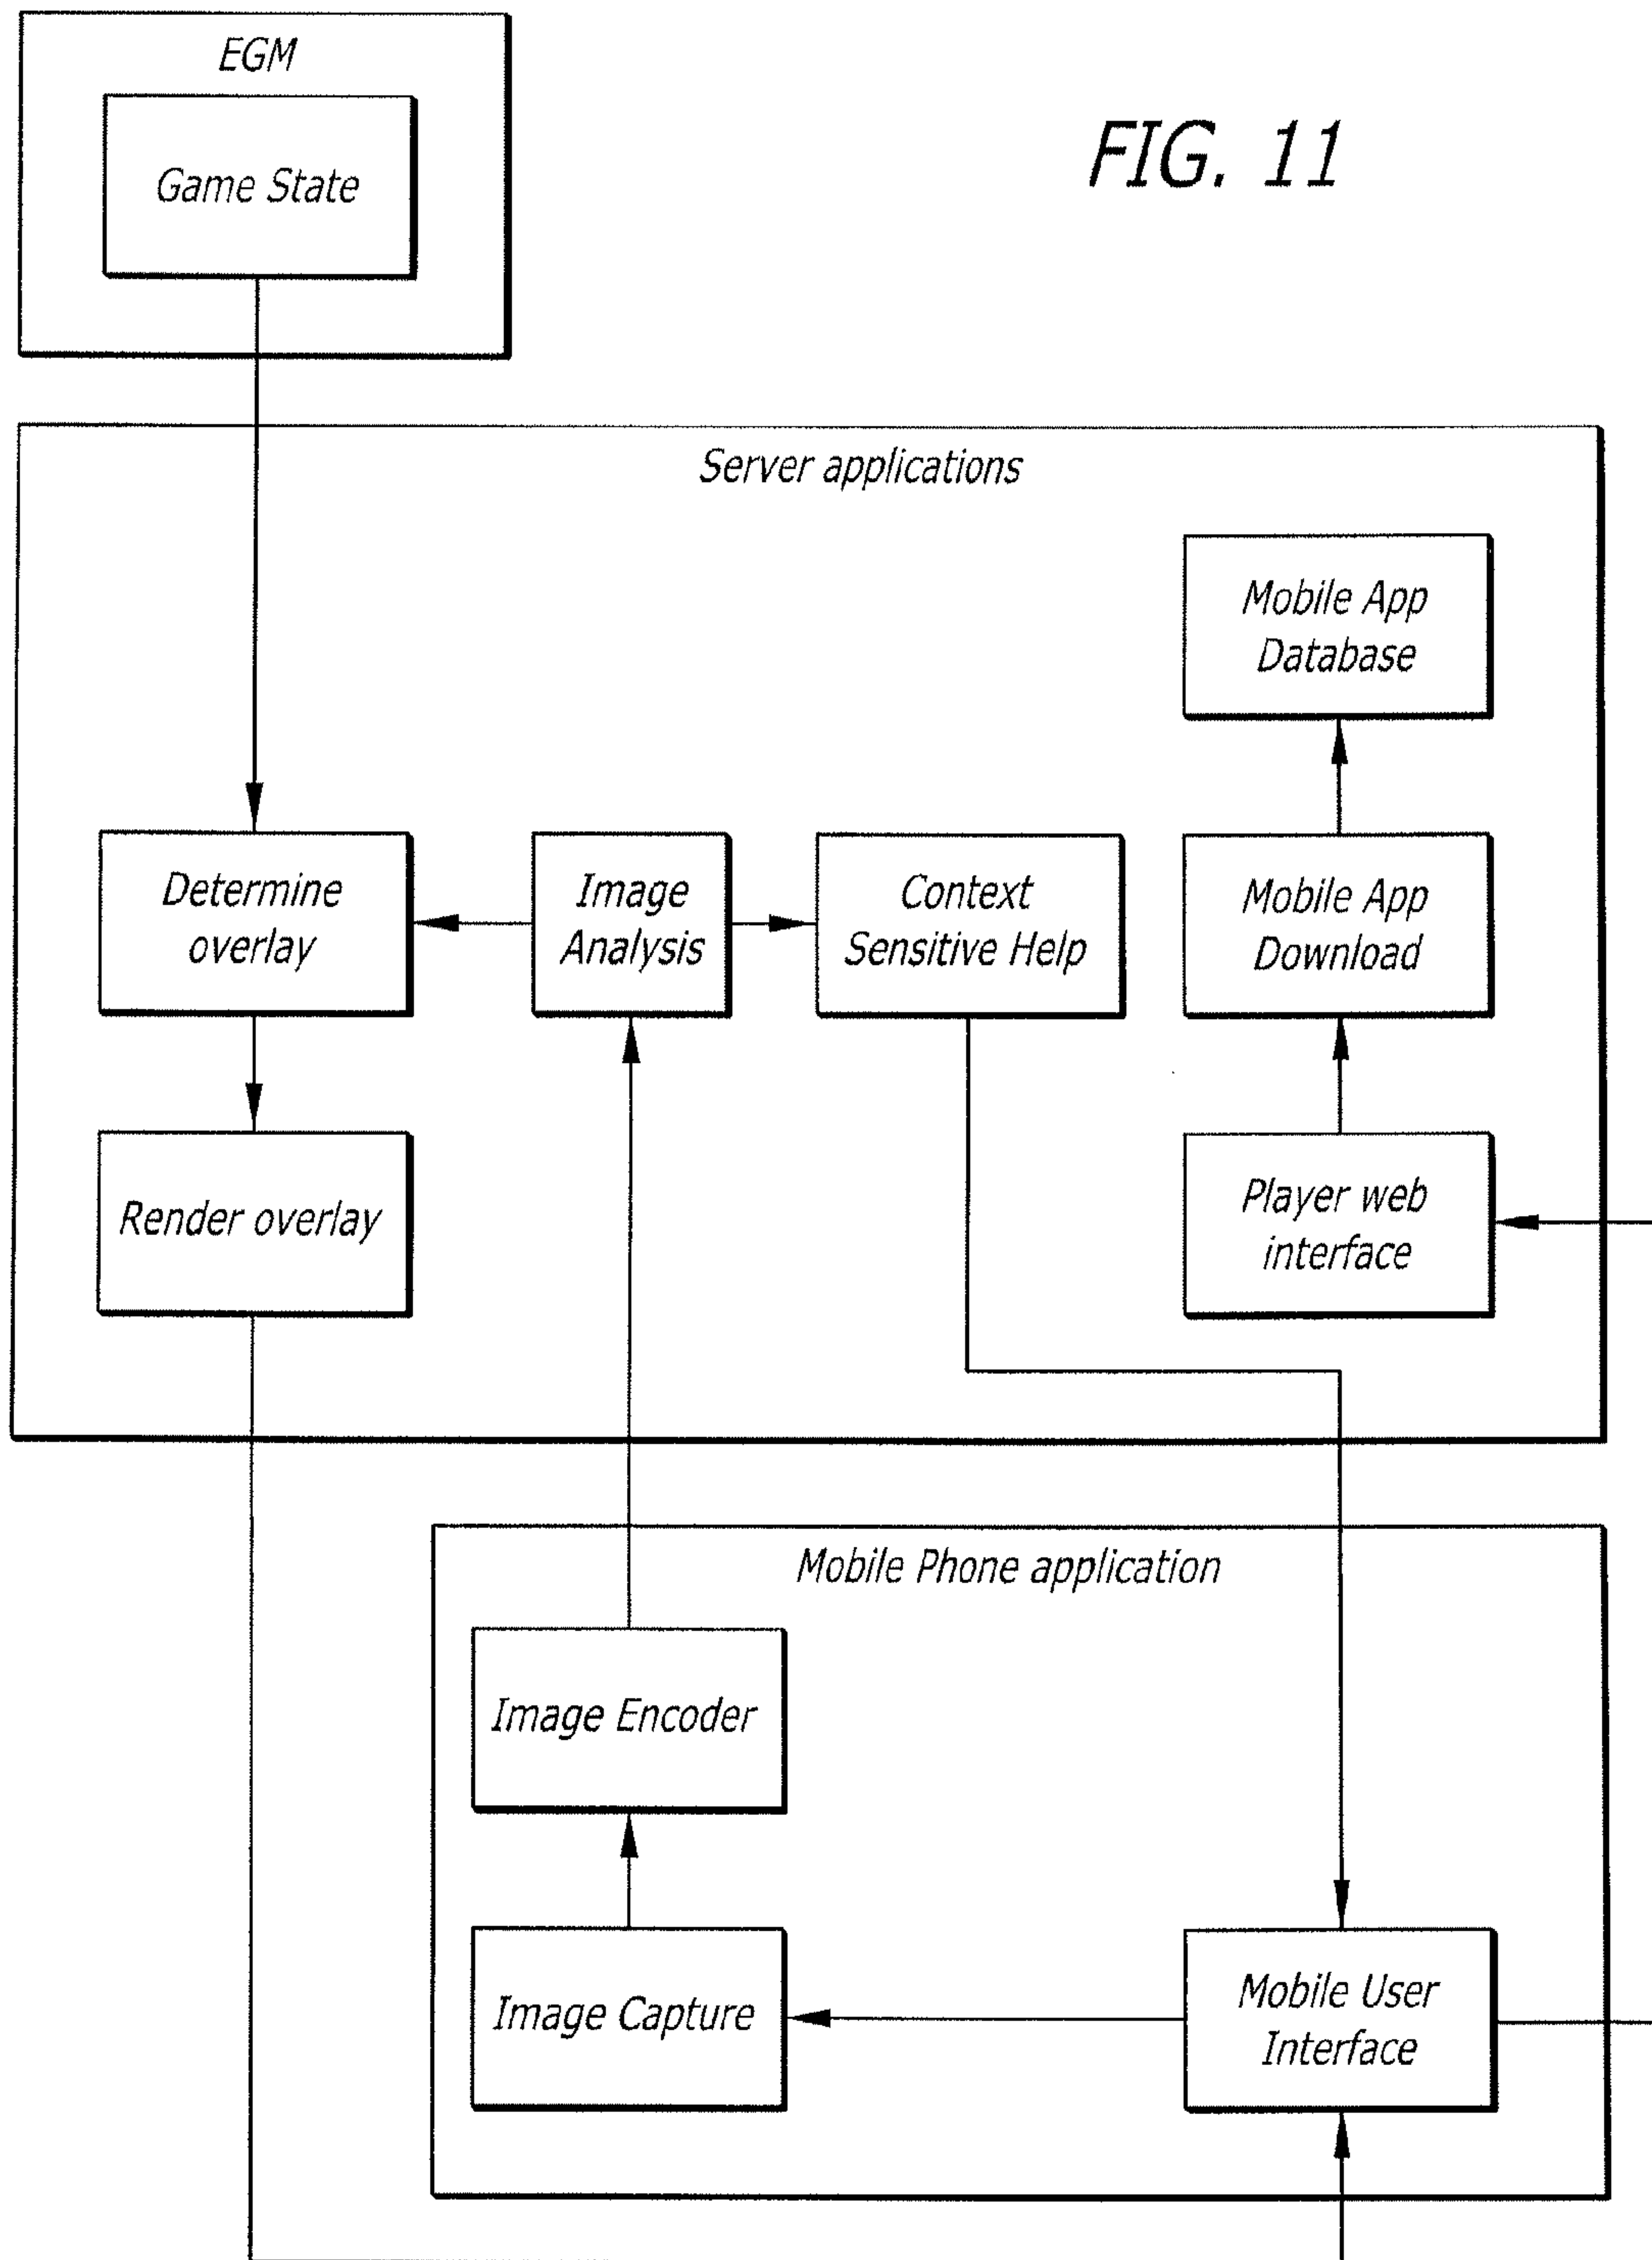 EGM
Game State
FIG. 11
Server applications
Mobile App
Database
Determine
overlay
Image
Analysis
Context
Sensitive Help
Mobile App
Download
Render overlay
Player web
interface
Mobile Phone application
Image Encoder
Image Capture
Mobile User
Interface